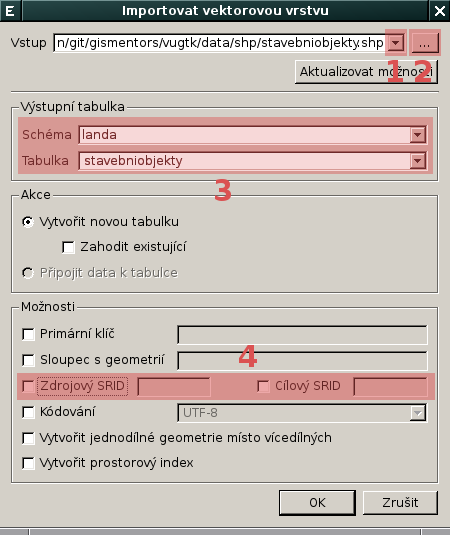 E Importovat vektorovou vrstvu X
Vstup n/git/gismentors/vugtk/data/shp/stavebniobjekty.shp ...
1 2
Aktualizovat možnosti
Výstupní tabulka
Schéma landa
Tabulka stavebniobjekty
3
Akce
Vytvořit novou tabulku
Zahodit existující
Připojit data k tabulce
Možnosti
Primární klíč
Sloupec s geometrií
4
Zdrojový SRID Cílový SRID
Kódování UTF-8
Vytvořit jednodílné geometrie místo vícedílných
Vytvořit prostorový index
OK Zrušit